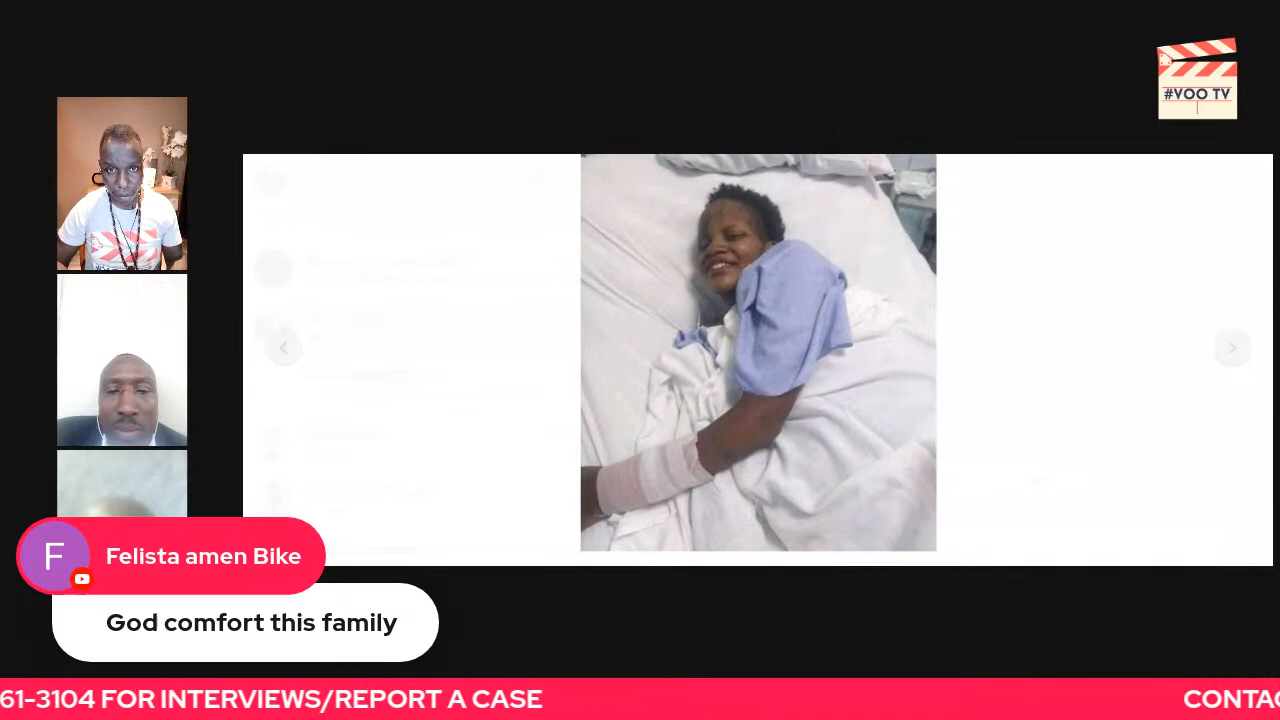 #VOO TV
F
Felista amen Bike
God comfort this family
61-3104 FOR INTERVIEWS/REPORT A CASE
CONTAC